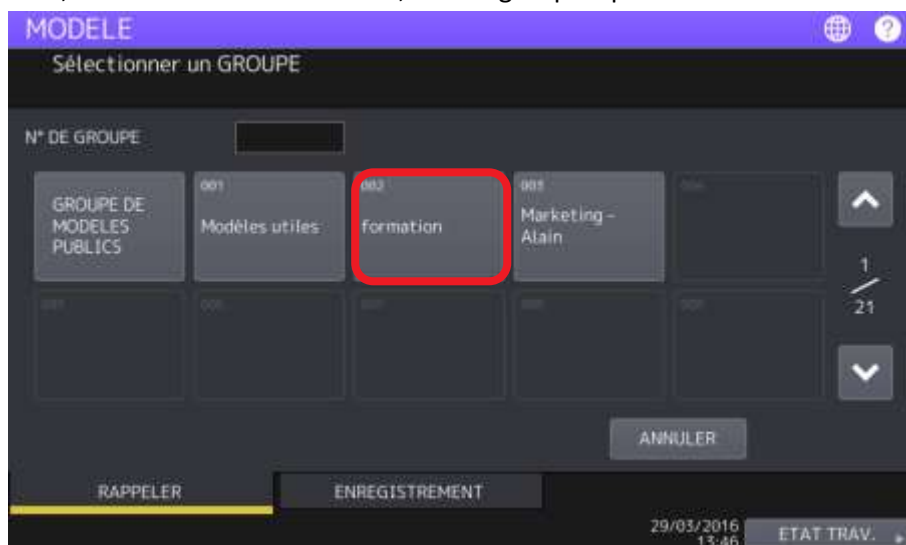 MODELE
?
Sélectionner un GROUPE
N° DE GROUPE
GROUPE DE
MODELES
PUBLICS
001
Modèles utiles
002
formation
003
Marketing -
Alain
1
21
ANNULER
RAPPELER
ENREGISTREMENT
29/03/2016
13:46
ETAT TRAV.